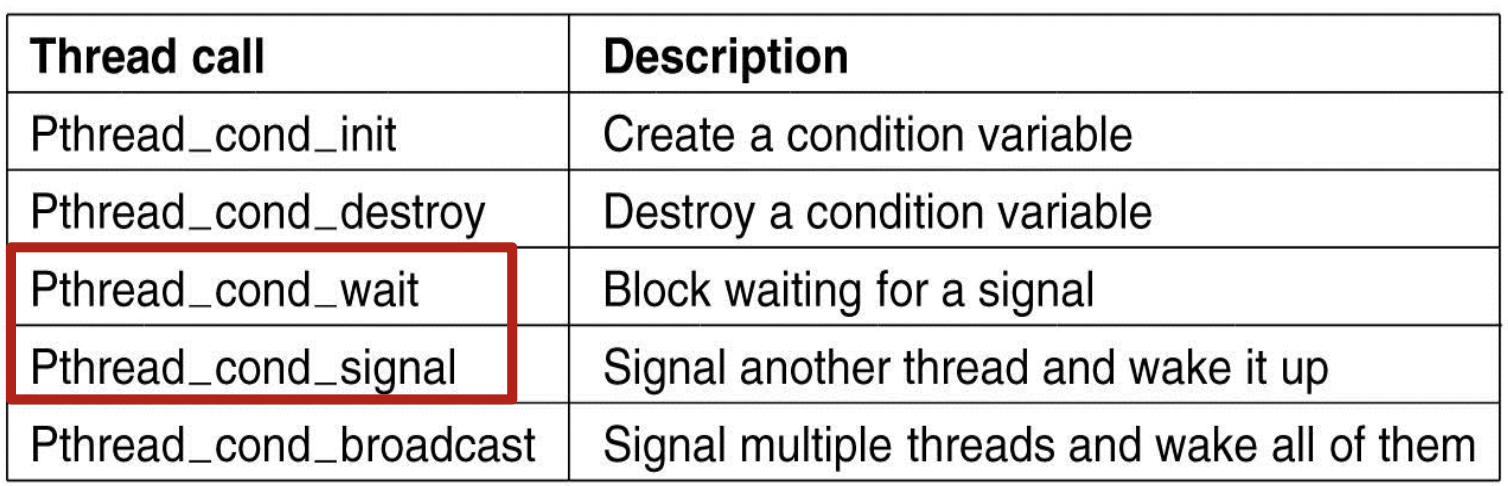 Thread call Description
Pthread_cond_init Create a condition variable
Pthread_cond_destroy Destroy a condition variable
Pthread_cond_wait Block waiting for a signal
Pthread_cond_signal Signal another thread and wake it up
Pthread_cond_broadcast Signal multiple threads and wake all of them